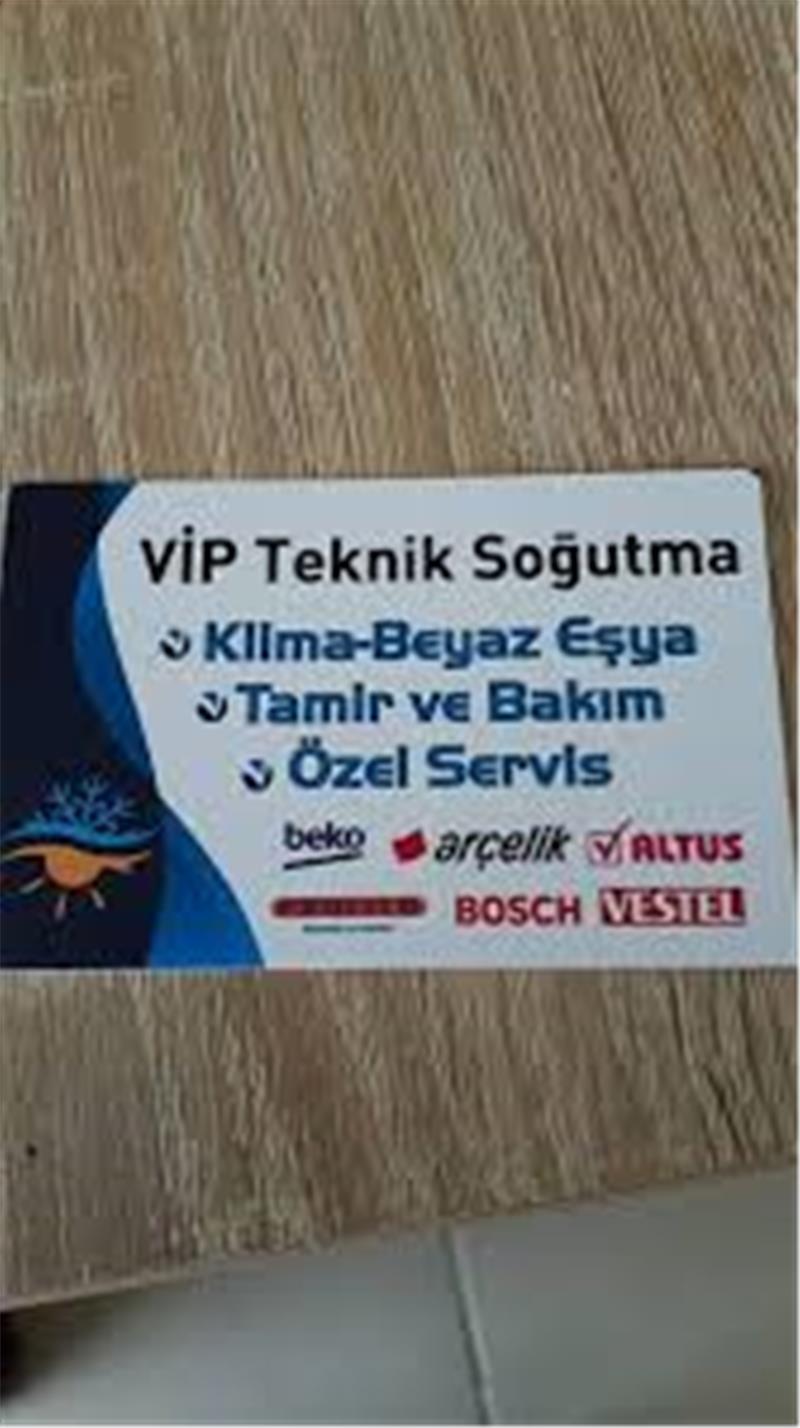 VİP Teknik Soğutma
Klima-Beyaz Eşya
Tamir ve Bakım
Özel Servis
beko arçelik ALTUS
BOSCH VESTEL